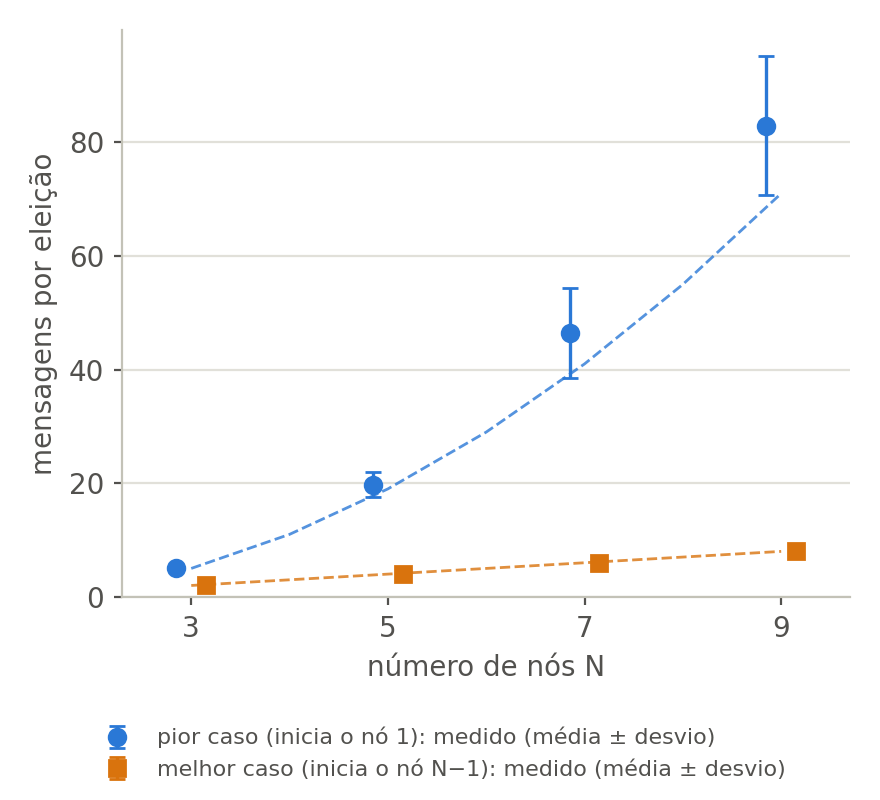 mensagens por eleição
80
60
40
20
0
3 5 7 9
número de nós N
pior caso (inicia o nó 1): medido (média ± desvio)
melhor caso (inicia o nó N−1): medido (média ± desvio)